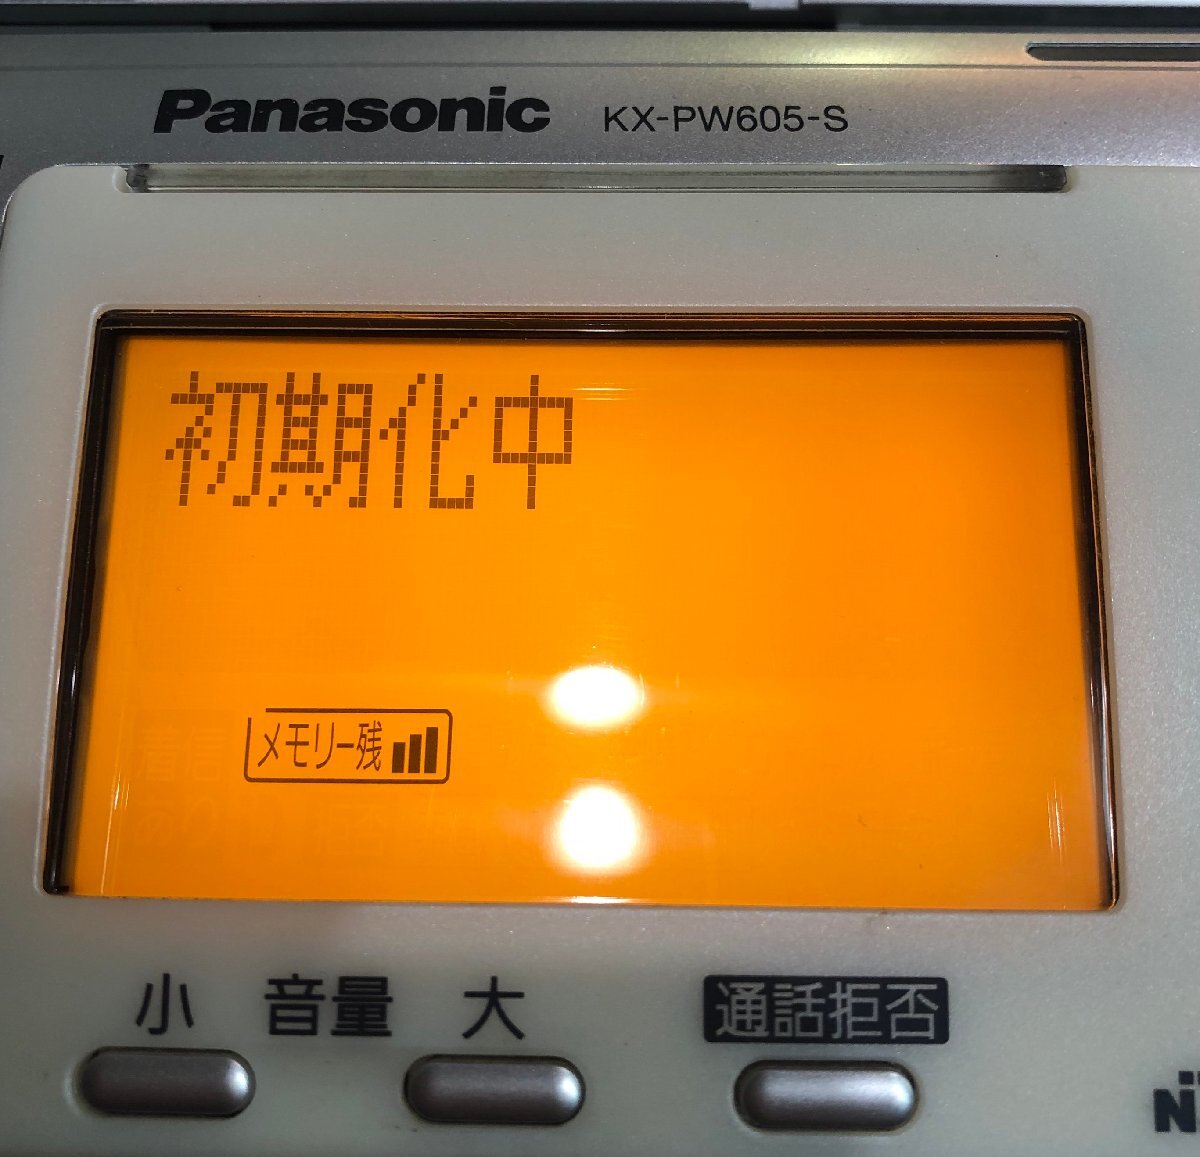 Panasonic KX-PW605-S
初期化中
メモリー残
小 音量 大 通話拒否